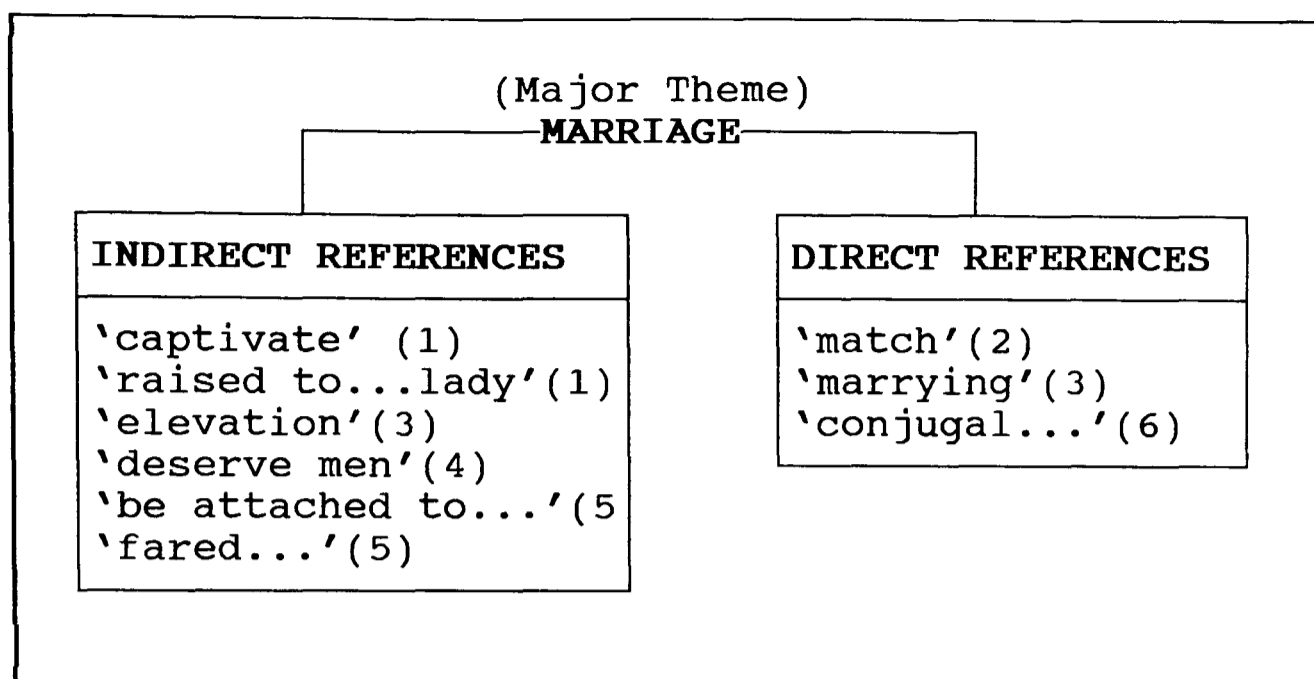 (Major Theme)
MARRIAGE
INDIRECT REFERENCES
‵captivate′ (1)
‵raised to...lady′(1)
‵elevation′(3)
‵deserve men′(4)
‵be attached to...′(5
‵fared...′(5)
DIRECT REFERENCES
‵match′(2)
‵marrying′(3)
‵conjugal...′(6)